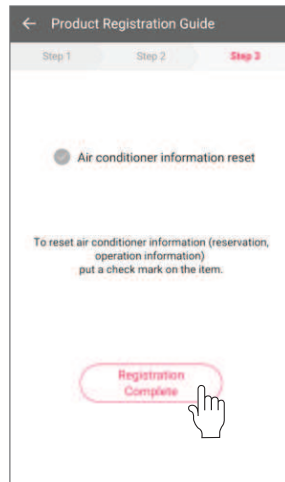 Product Registration Guide
Step 1 Step 2 Step 3
Air conditioner information reset
To reset air conditioner information (reservation,
operation information)
put a check mark on the item.
Registration
Complete